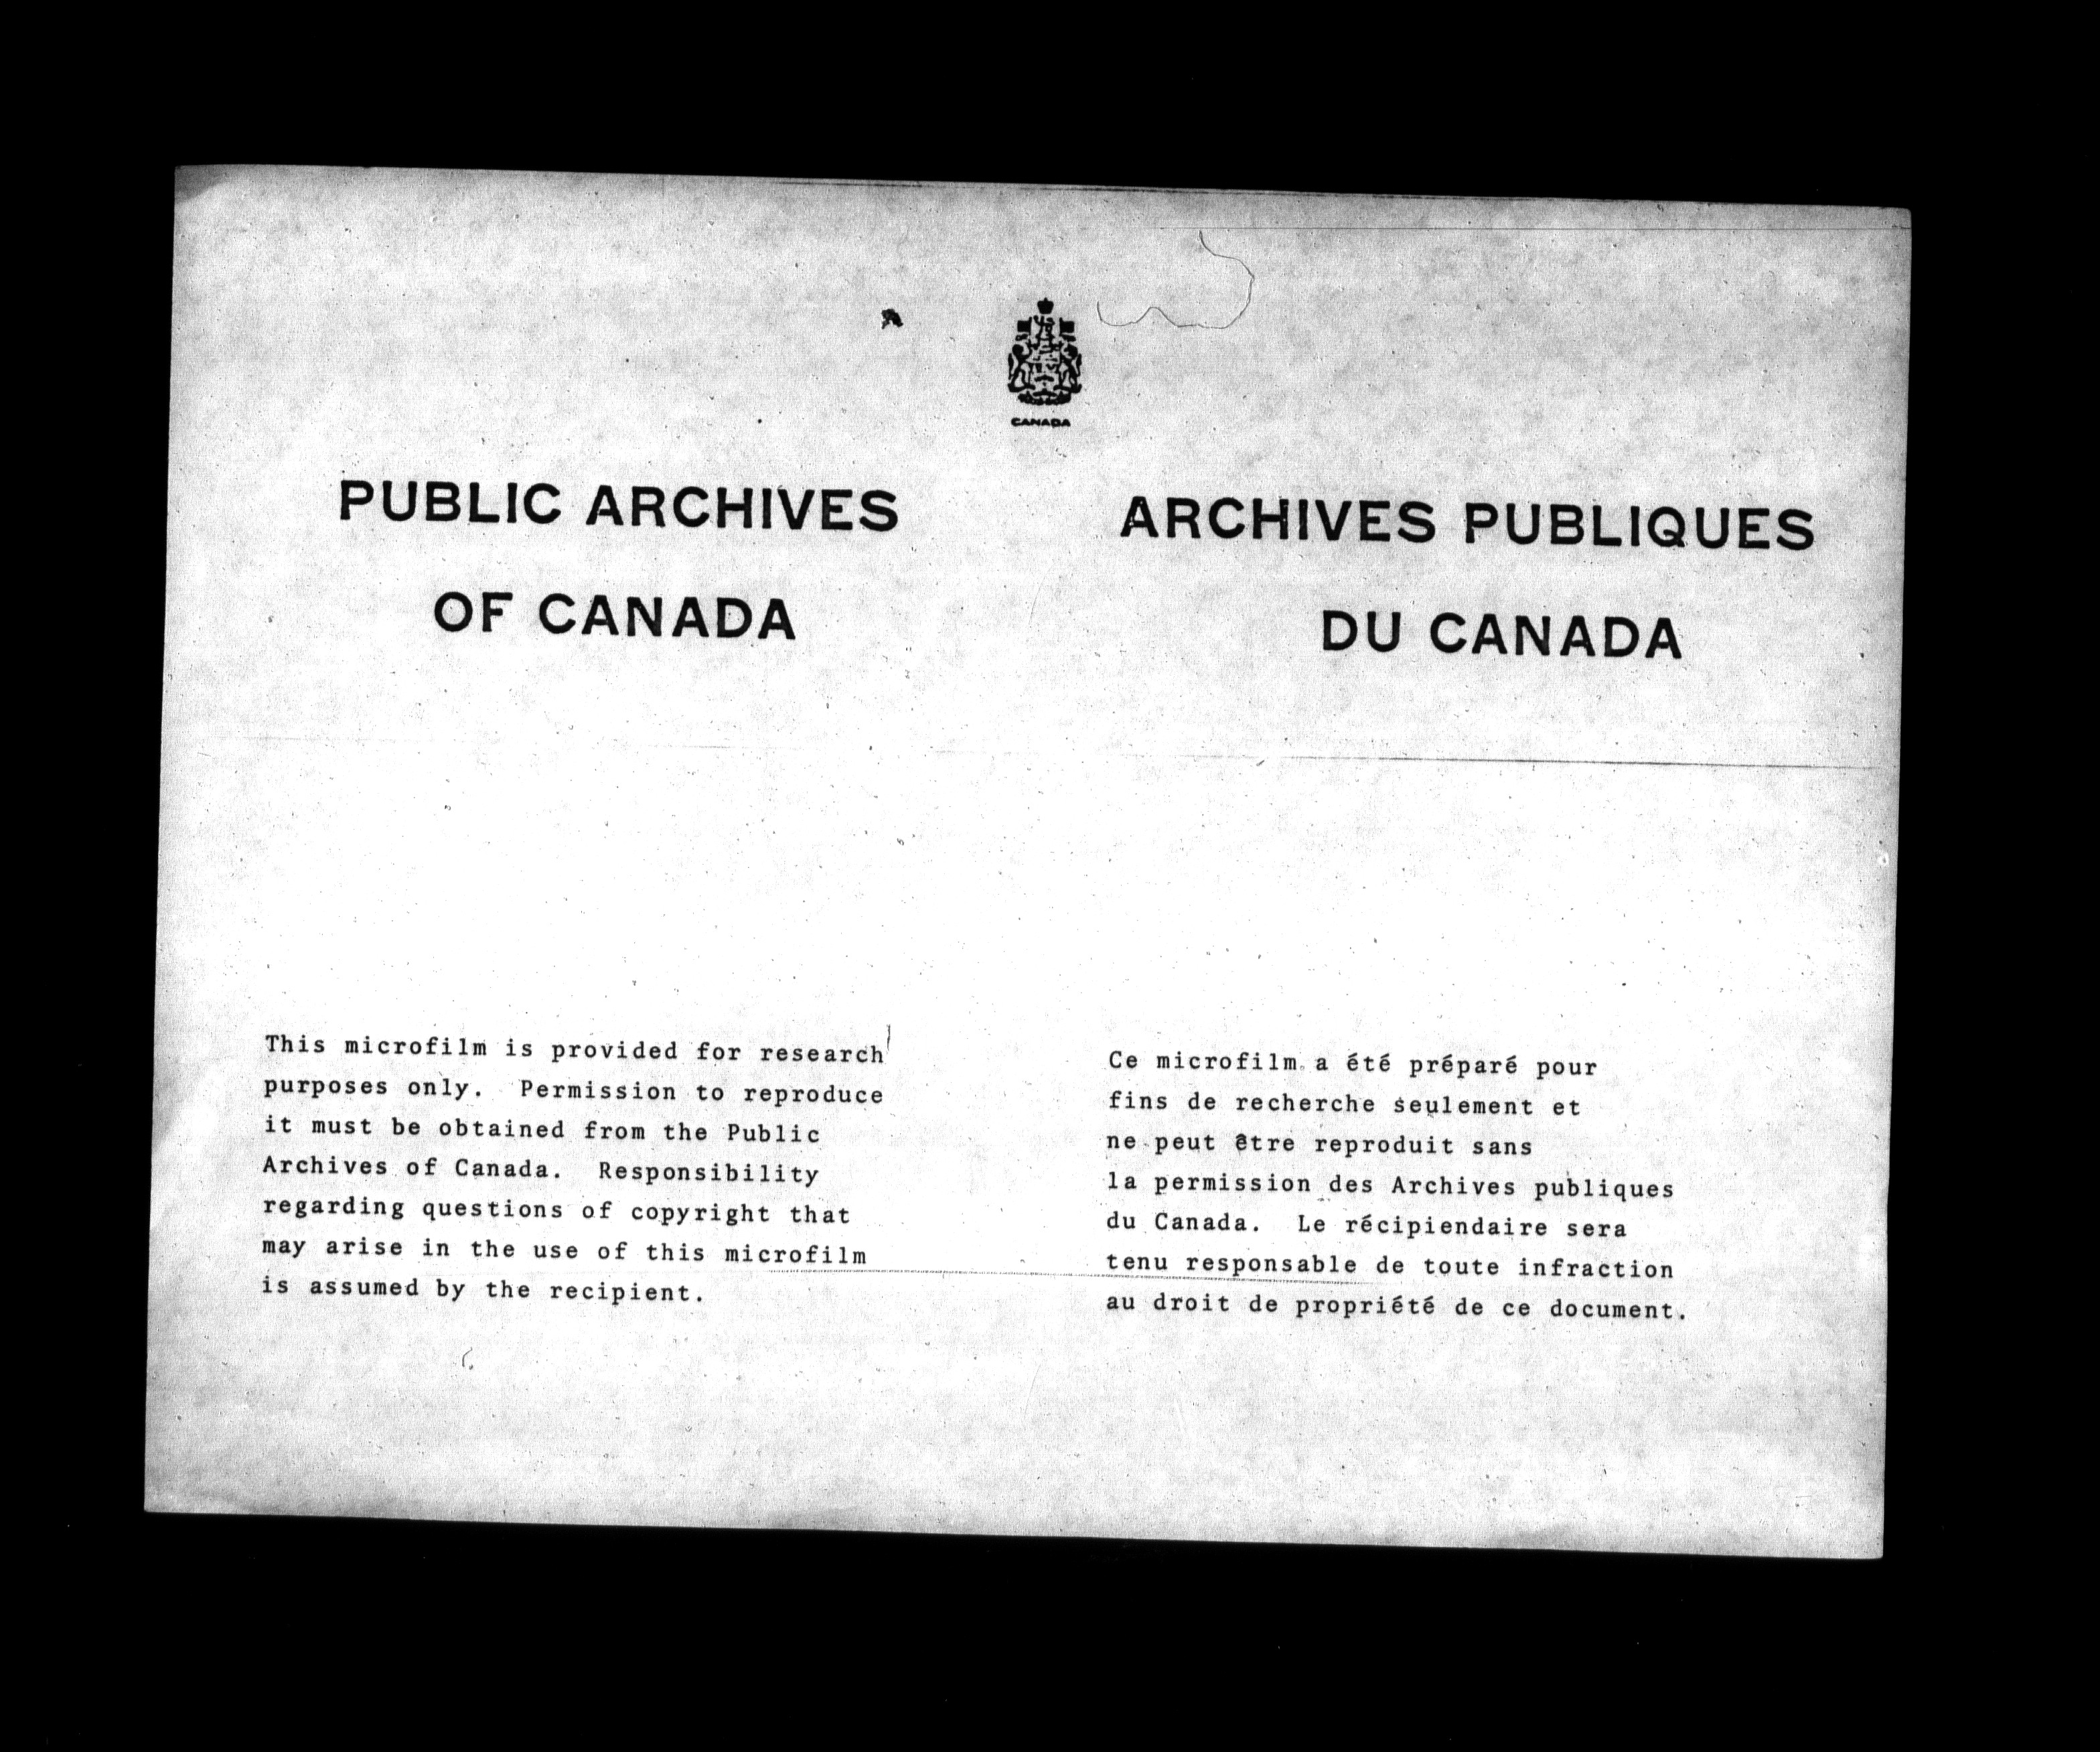 CANADA
PUBLIC ARCHIVES
OF CANADA
ARCHIVES PUBLIQUES
DU CANADA
This microfilm is provided for research
purposes only.  Permission to reproduce
it must be obtained from the Public
Archives of Canada.  Responsibility
regarding questions of copyright that
may arise in the use of this microfilm
is assumed by the recipient.
Ce microfilm a été préparé pour
fins de recherche seulement et
ne peut être reproduit sans
la permission des Archives publiques
du Canada.  Le récipiendaire sera
tenu responsable de toute infraction
au droit de propriété de ce document.